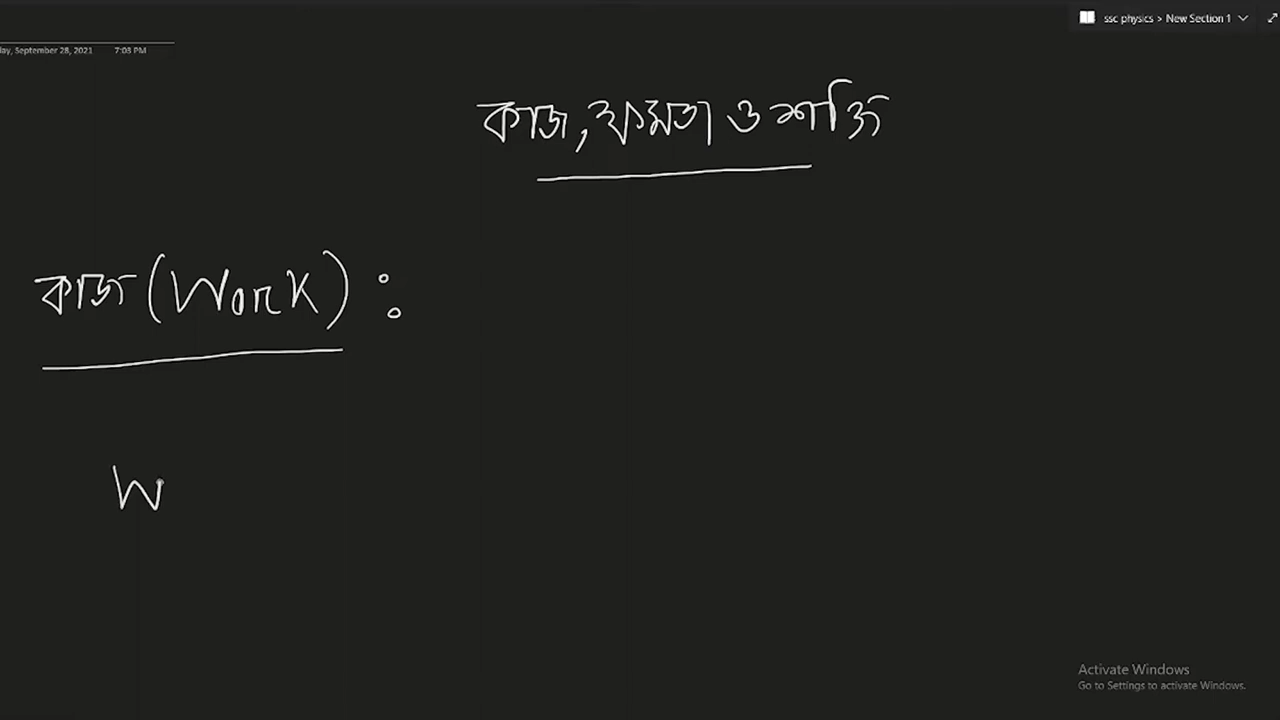 ssc physics > New Section 1
day, September 28, 2021 7:03 PM
কাজ, ক্ষমতা ও শক্তি
কাজ (Work) :
W
Activate Windows
Go to Settings to activate Windows.